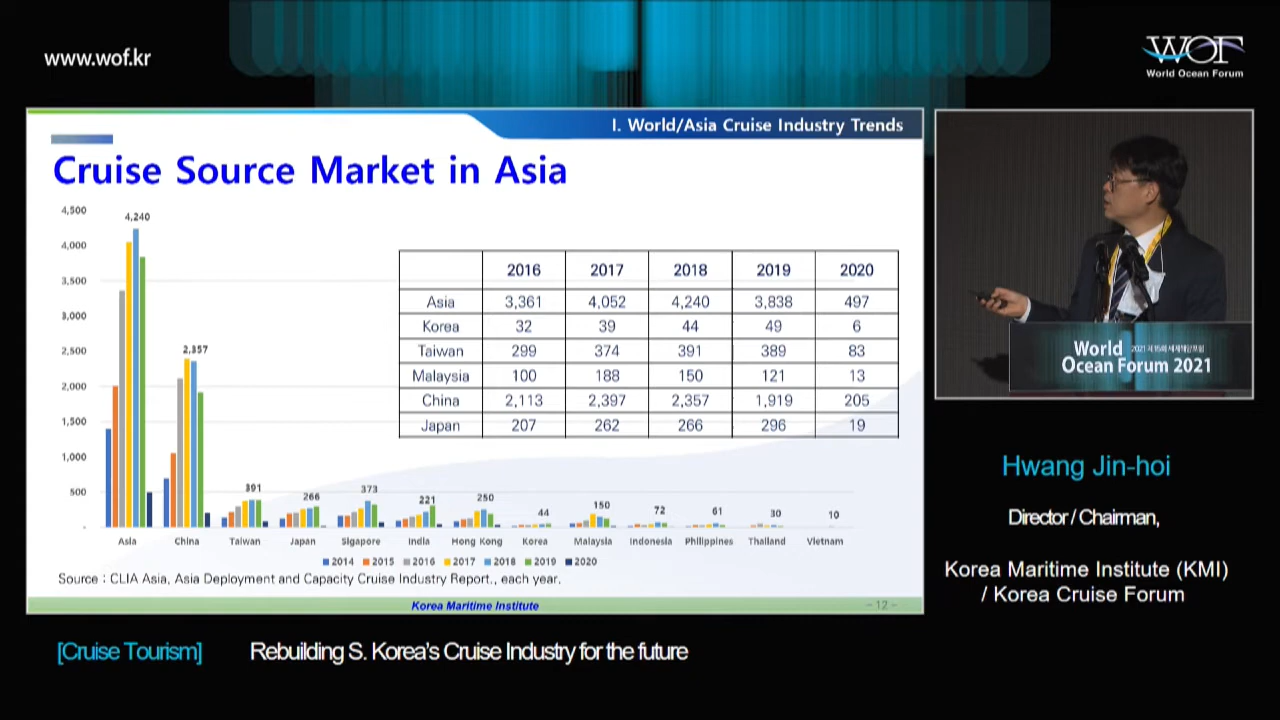 www.wof.kr
WOF
World Ocean Forum
I. World/Asia Cruise Industry Trends
Cruise Source Market in Asia
4,500
4,000
3,500
3,000
2,500
2,000
1,500
1,000
500
-
4,240
2,357
391
266
373
221
250
44
150
72
61
30
10
Asia China Taiwan Japan Sigapore India Hong Kong Korea Malaysia Indonesia Philippines Thailand Vietnam
2014 2015 2016 2017 2018 2019 2020
2016 2017 2018 2019 2020
Asia 3,361 4,052 4,240 3,838 497
Korea 32 39 44 49 6
Taiwan 299 374 391 389 83
Malaysia 100 188 150 121 13
China 2,113 2,397 2,357 1,919 205
Japan 207 262 266 296 19
Source : CLIA Asia, Asia Deployment and Capacity Cruise Industry Report., each year.
Korea Maritime Institute
- 12 -
World 2021 제15회 세계해양포럼
Ocean Forum 2021
Hwang Jin-hoi
Director / Chairman,
Korea Maritime Institute (KMI)
/ Korea Cruise Forum
[Cruise Tourism] Rebuilding S. Korea's Cruise Industry for the future